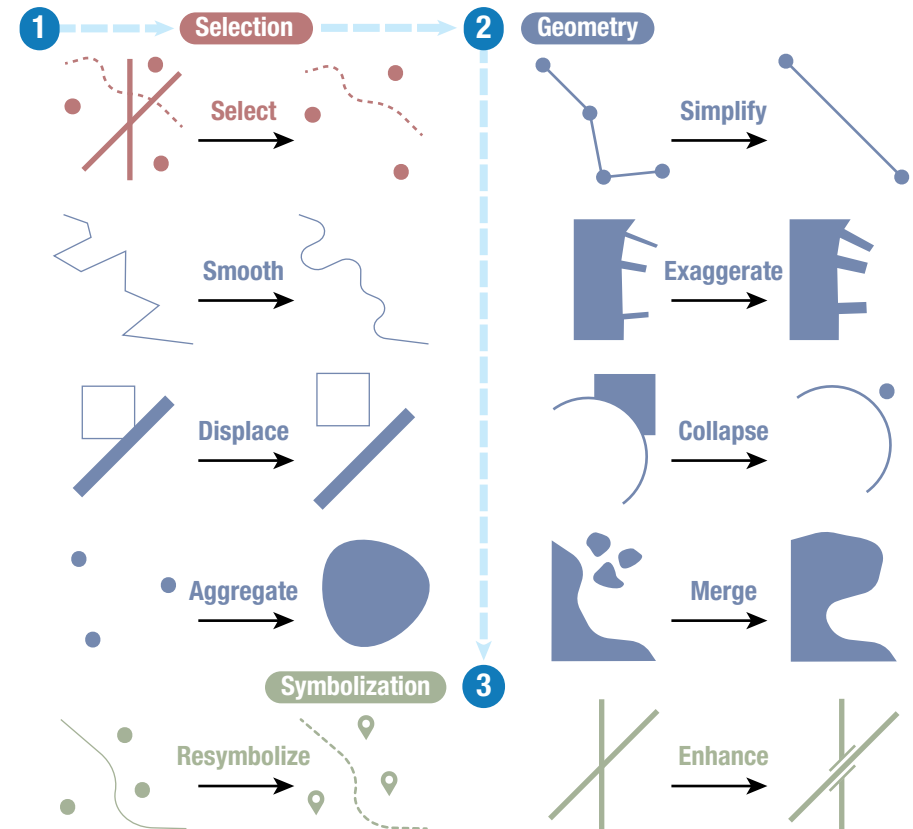 1
Selection
2
Geometry
Select
Simplify
Smooth
Exaggerate
Displace
Collapse
Aggregate
Merge
Symbolization
3
Resymbolize
Enhance